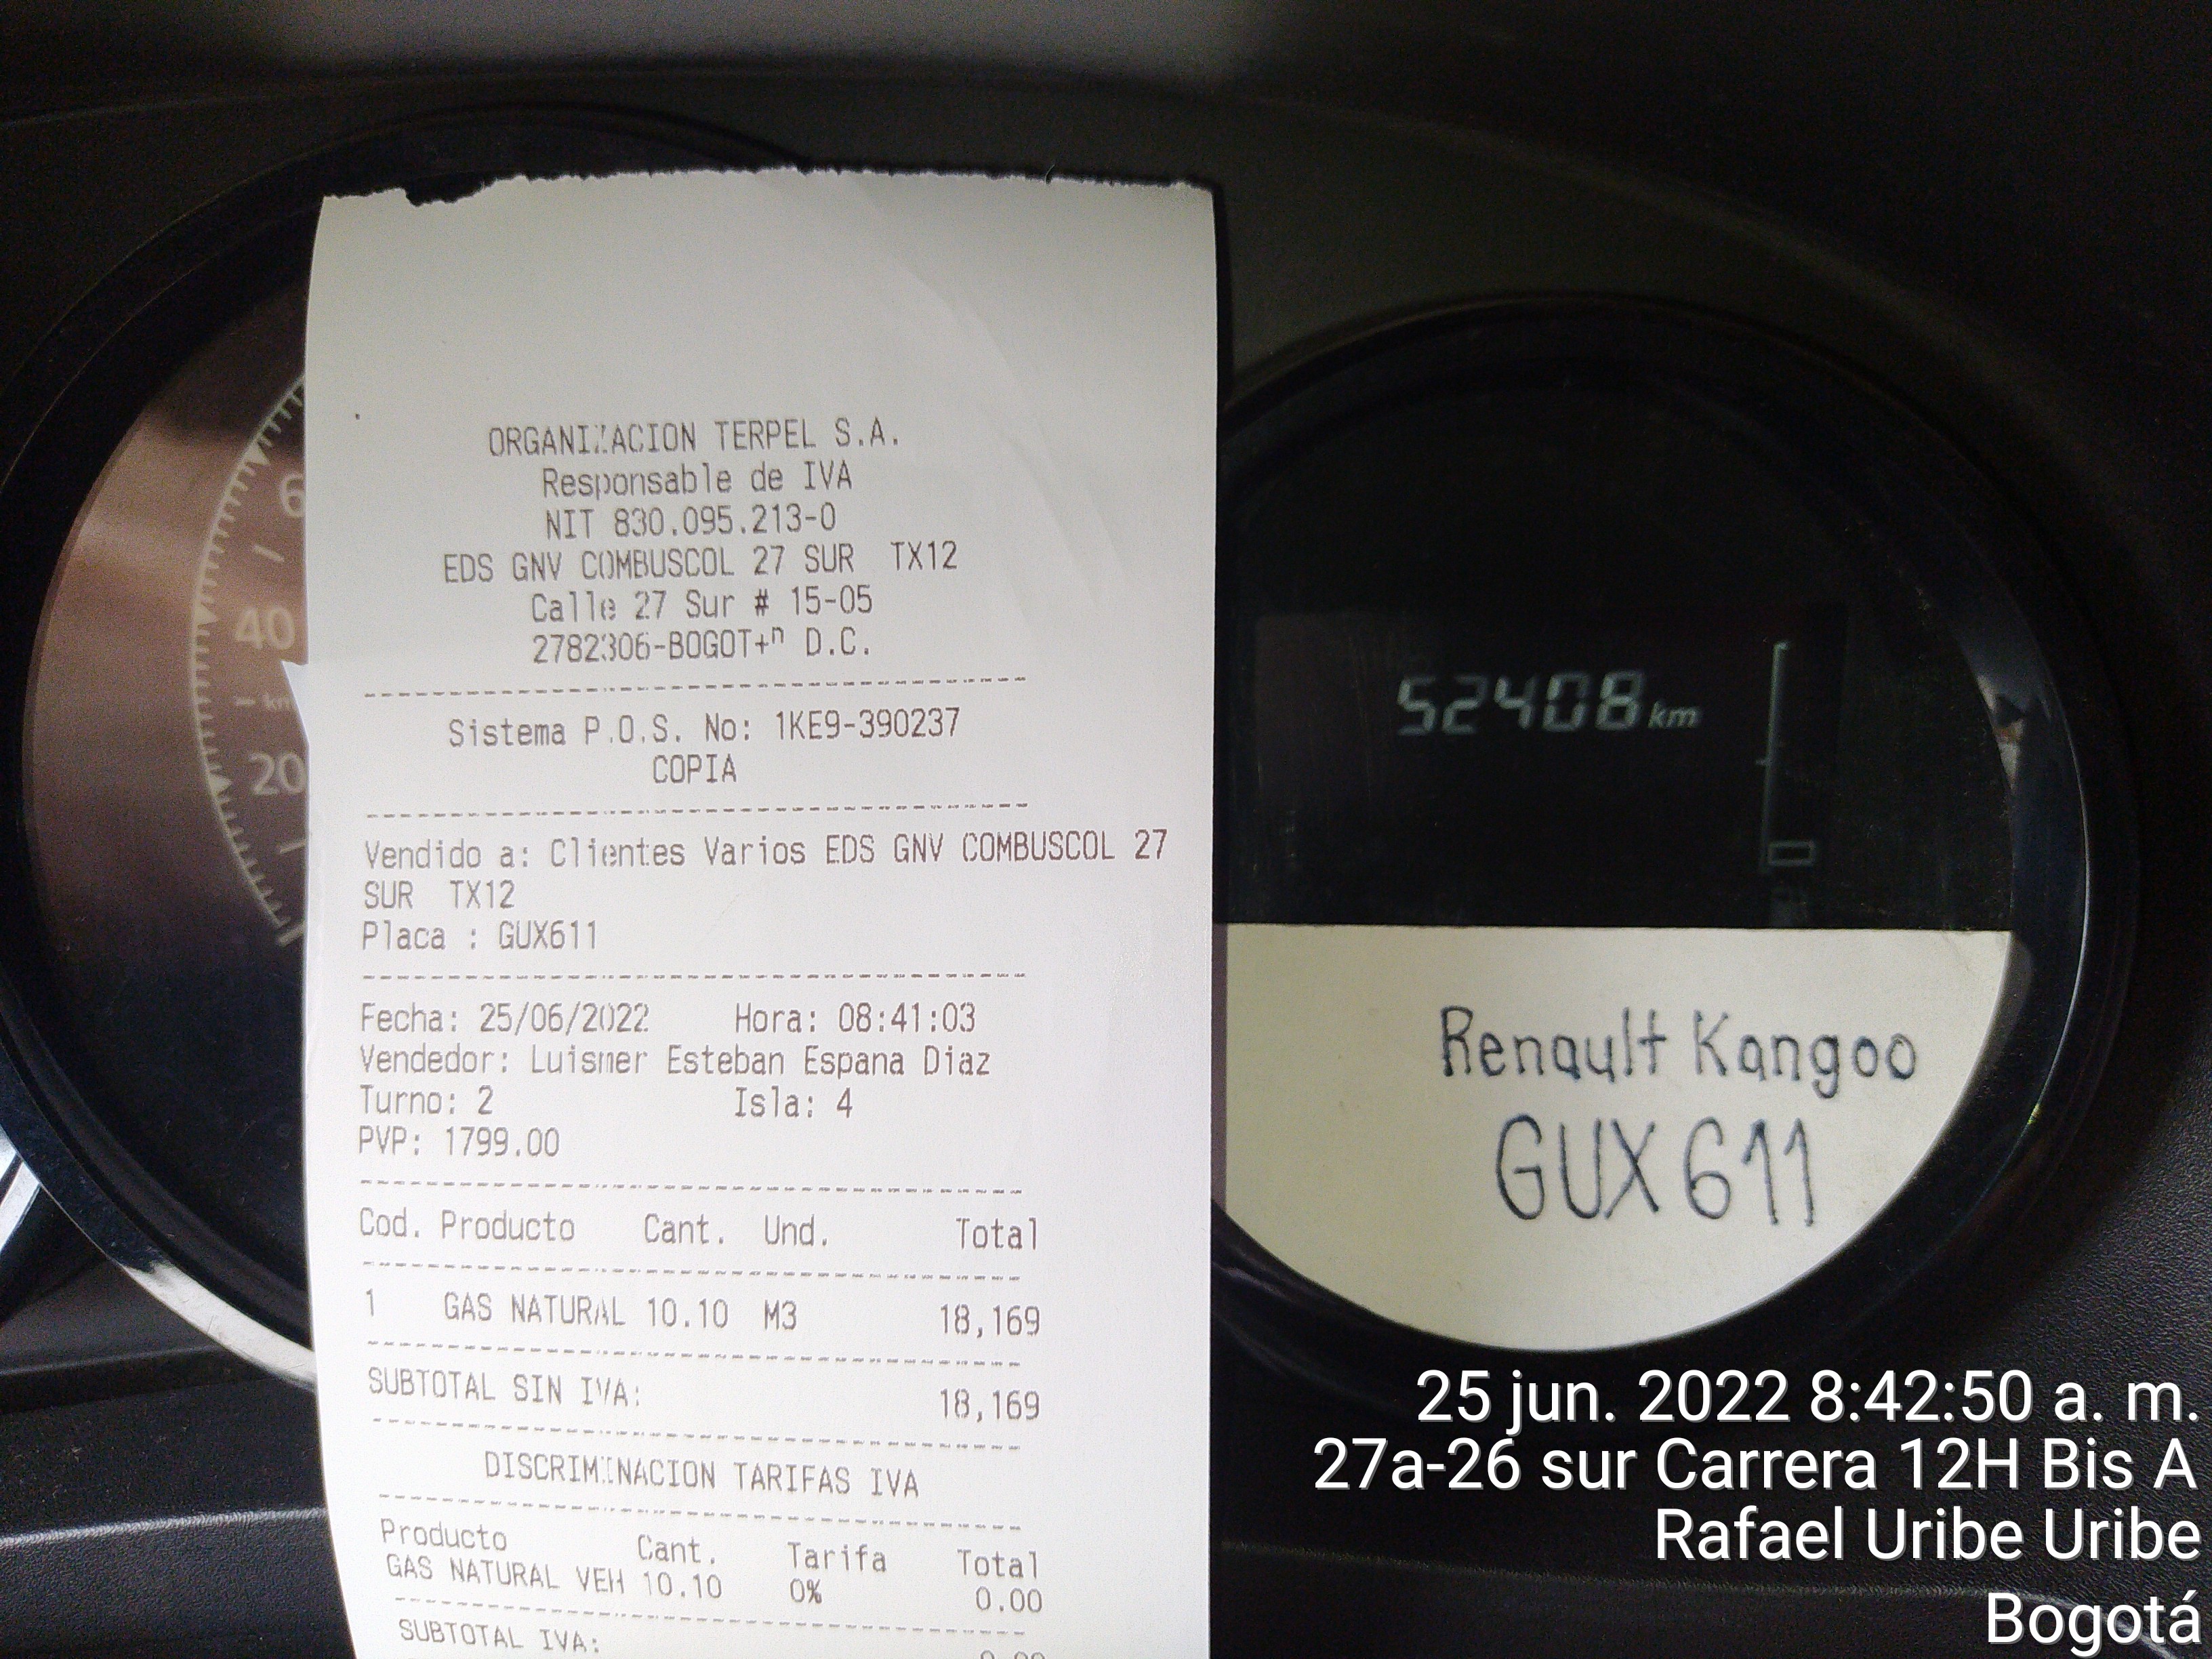 ORGANIZACION TERPEL S.A.
Responsable de IVA
NIT 830.095.213-0
EDS GNV COMBUSCOL 27 SUR TX12
Calle 27 Sur # 15-05
2782306-BOGOT+ⁿ D.C.
Sistema P.O.S. No: 1KE9-390237
COPIA
Vendido a: Clientes Varios EDS GNV COMBUSCOL 27
SUR TX12
Placa : GUX611
Fecha: 25/06/2022 Hora: 08:41:03
Vendedor: Luismer Esteban Espana Diaz
Turno: 2 Isla: 4
PVP: 1799.00
Cod. Producto Cant. Und. Total
1 GAS NATURAL 10.10 M3 18,169
SUBTOTAL SIN IVA: 18,169
DISCRIMINACION TARIFAS IVA
Producto Cant. Tarifa Total
GAS NATURAL VEH 10.10 0% 0.00
SUBTOTAL IVA:
40
20
52408 km
Renault Kangoo
GUX611
25 jun. 2022 8:42:50 a. m.
27a-26 sur Carrera 12H Bis A
Rafael Uribe Uribe
Bogotá